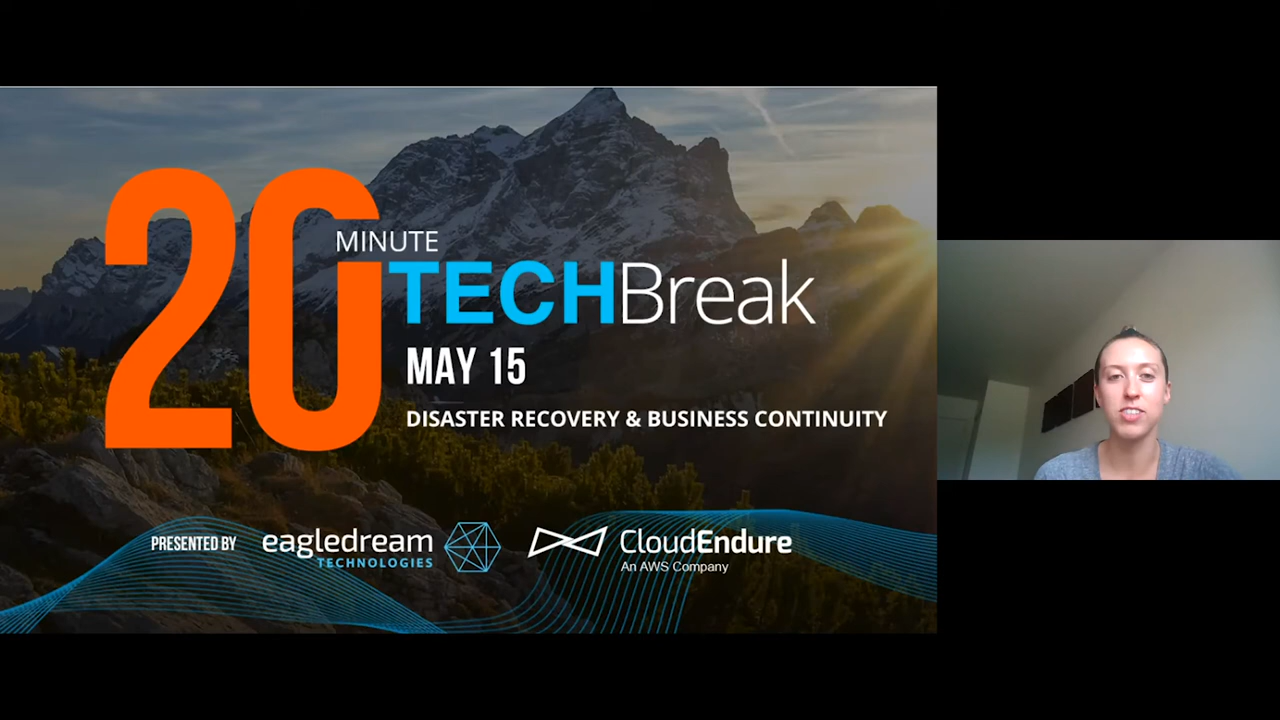 20
MINUTE
TECHBreak
MAY 15
DISASTER RECOVERY & BUSINESS CONTINUITY
PRESENTED BY
eagledream
TECHNOLOGIES
CloudEndure
An AWS Company